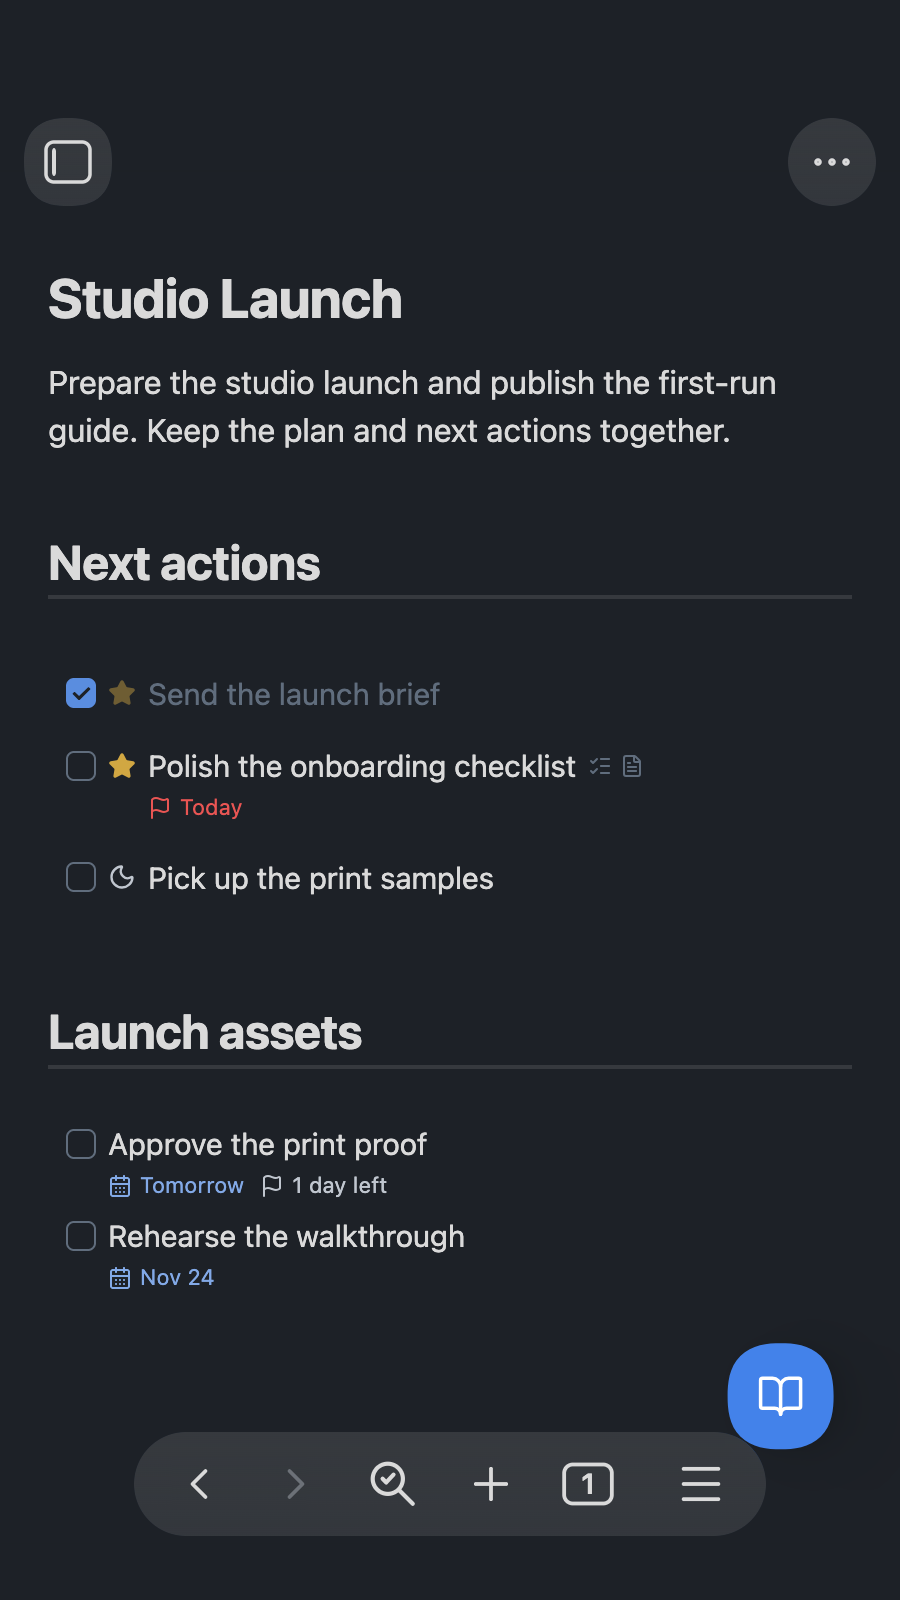 Studio Launch
Prepare the studio launch and publish the first-run
guide. Keep the plan and next actions together.
Next actions
Send the launch brief
Polish the onboarding checklist
Today
Pick up the print samples
Launch assets
Approve the print proof
Tomorrow 1 day left
Rehearse the walkthrough
Nov 24
1